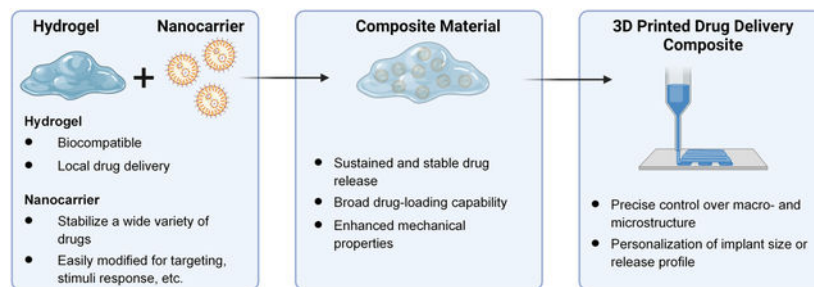 Hydrogel
Nanocarrier
+
Hydrogel
● Biocompatible
● Local drug delivery
Nanocarrier
● Stabilize a wide variety of
drugs
● Easily modified for targeting,
stimuli response, etc.
Composite Material
● Sustained and stable drug
release
● Broad drug-loading capability
● Enhanced mechanical
properties
3D Printed Drug Delivery
Composite
● Precise control over macro- and
microstructure
● Personalization of implant size or
release profile